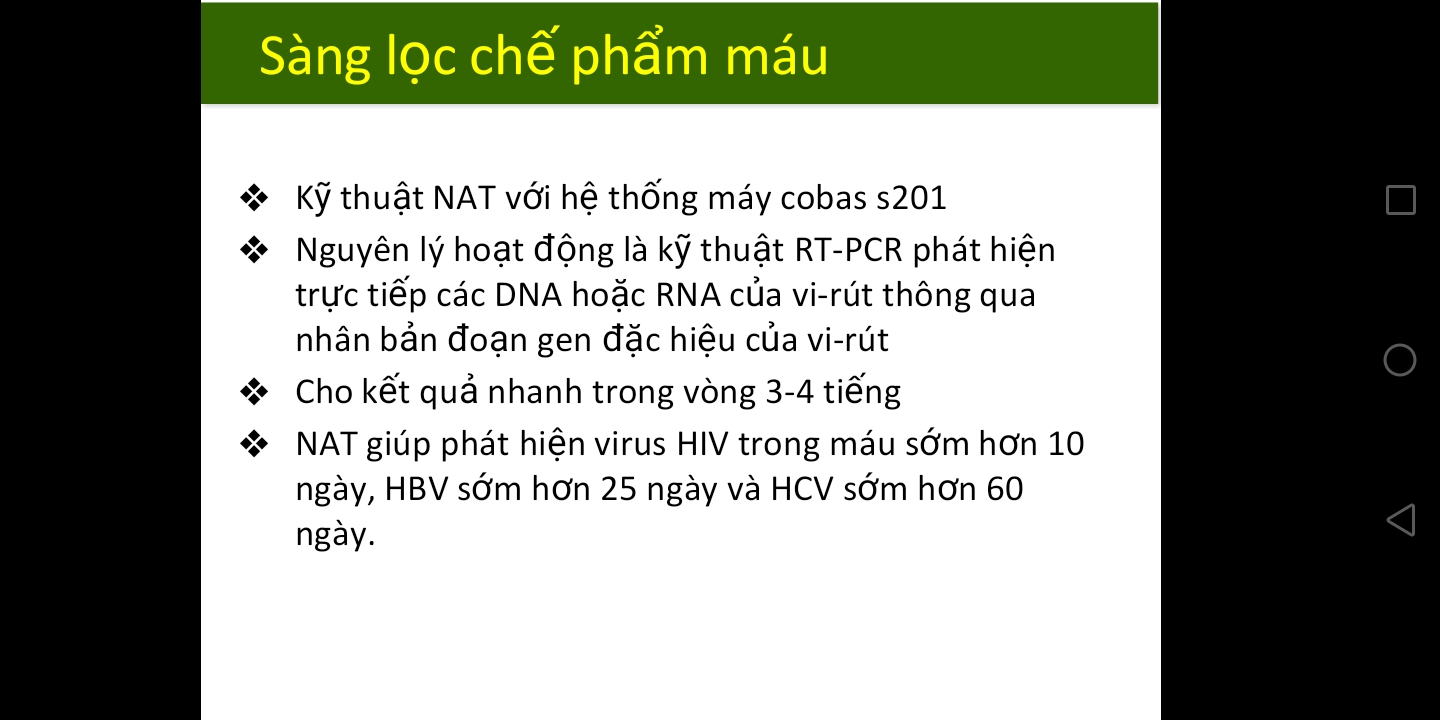 Sàng lọc chế phẩm máu
❖ Kỹ thuật NAT với hệ thống máy cobas s201
❖ Nguyên lý hoạt động là kỹ thuật RT-PCR phát hiện
trực tiếp các DNA hoặc RNA của vi-rút thông qua
nhân bản đoạn gen đặc hiệu của vi-rút
❖ Cho kết quả nhanh trong vòng 3-4 tiếng
❖ NAT giúp phát hiện virus HIV trong máu sớm hơn 10
ngày, HBV sớm hơn 25 ngày và HCV sớm hơn 60
ngày.